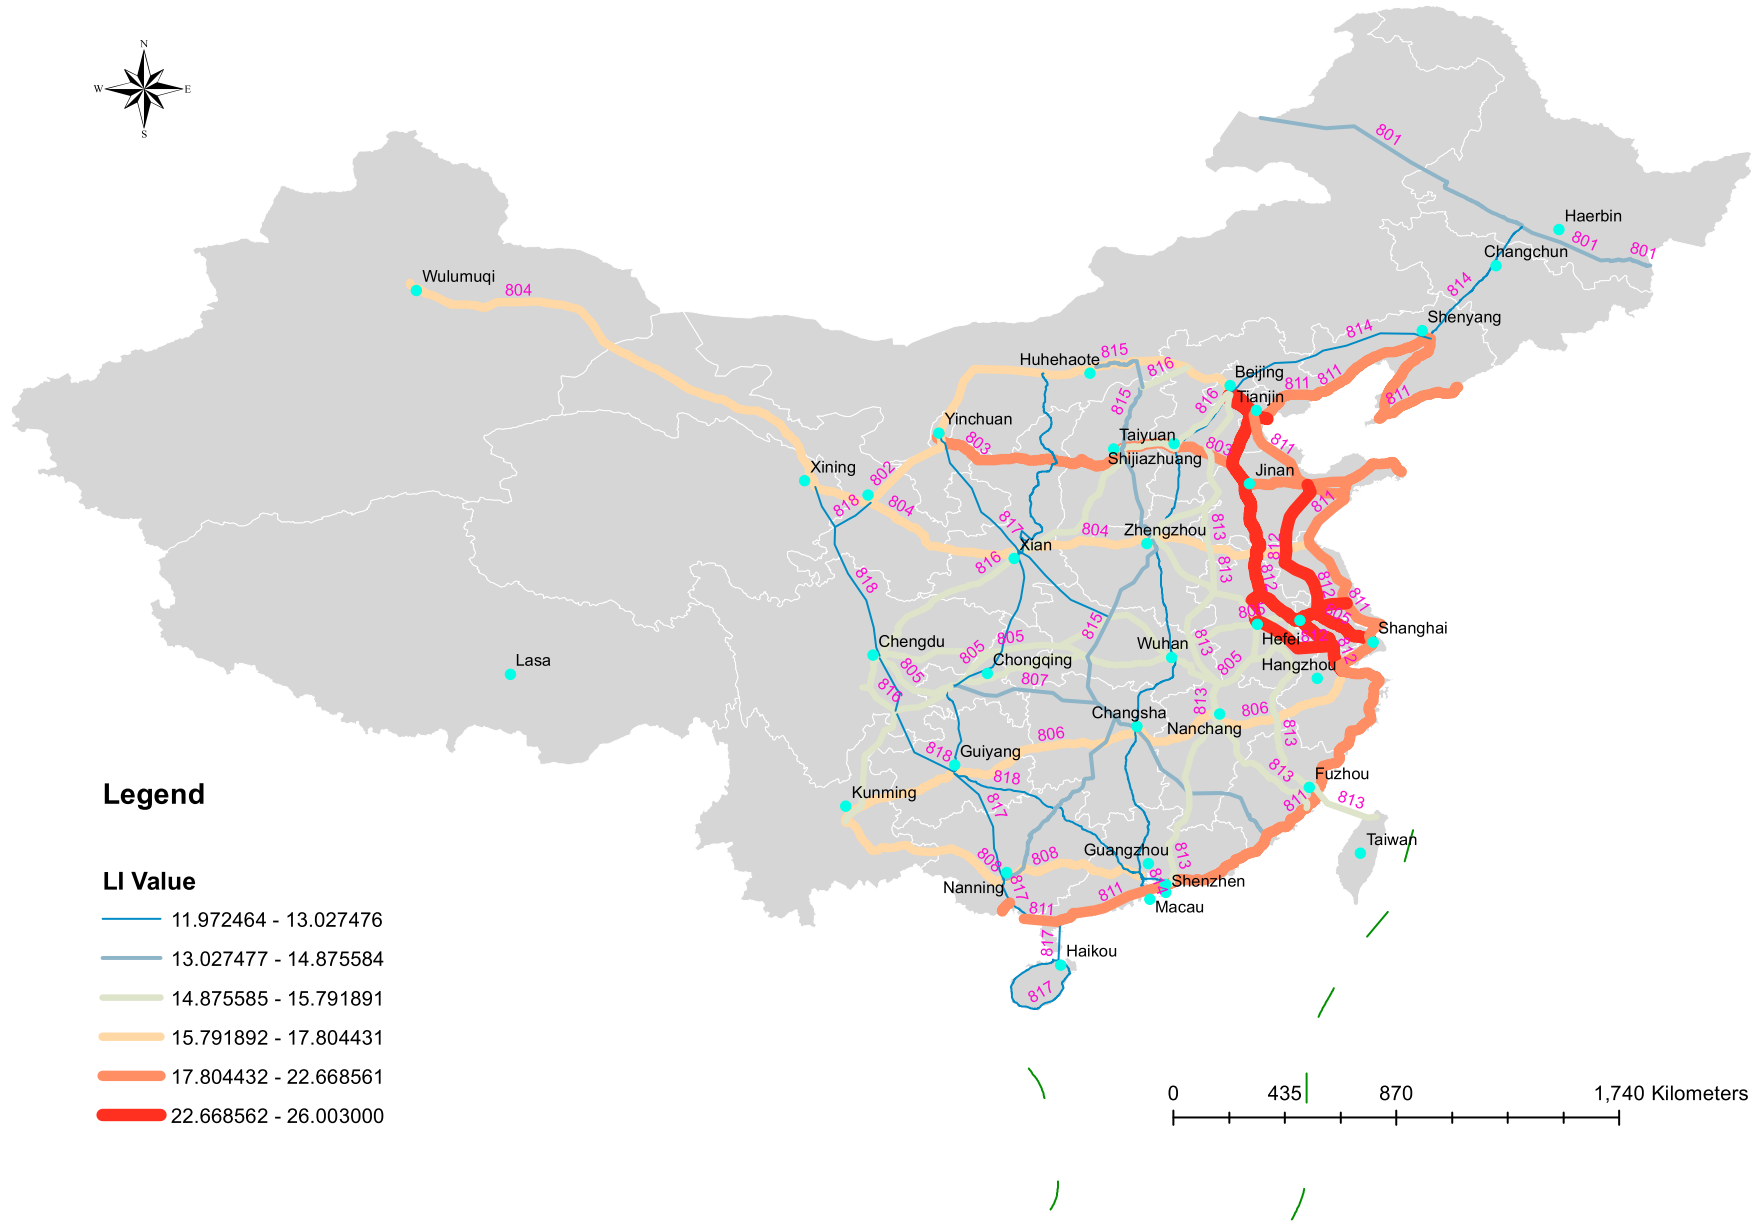 N
W
E
S
801
Haerbin
801
801
Changchun
Wulumuqi
804
814
Shenyang
814
815
Huhehaote
816
Beijing
811
811
Tianjin
815
816
811
Yinchuan
803
Taiyuan
803
811
Shijiazhuang
Xining
802
Jinan
818
804
811
817
804
Zhengzhou
813
Xian
812
816
813
812
818
812
811
805
805
815
Shanghai
Chengdu
805
805
Wuhan
813
Hefei
812
812
Lasa
805
Chongqing
805
Hangzhou
816
807
813
Changsha
806
Nanchang
806
813
818
Guiyang
818
813
Fuzhou
Kunming
817
811
813
Taiwan
808
808
Guangzhou
813
Nanning
817
811
814
Shenzhen
811
Macau
817
Haikou
817
Legend
LI Value
11.972464 - 13.027476
13.027477 - 14.875584
14.875585 - 15.791891
15.791892 - 17.804431
17.804432 - 22.668561
22.668562 - 26.003000
0 435 870 1,740 Kilometers